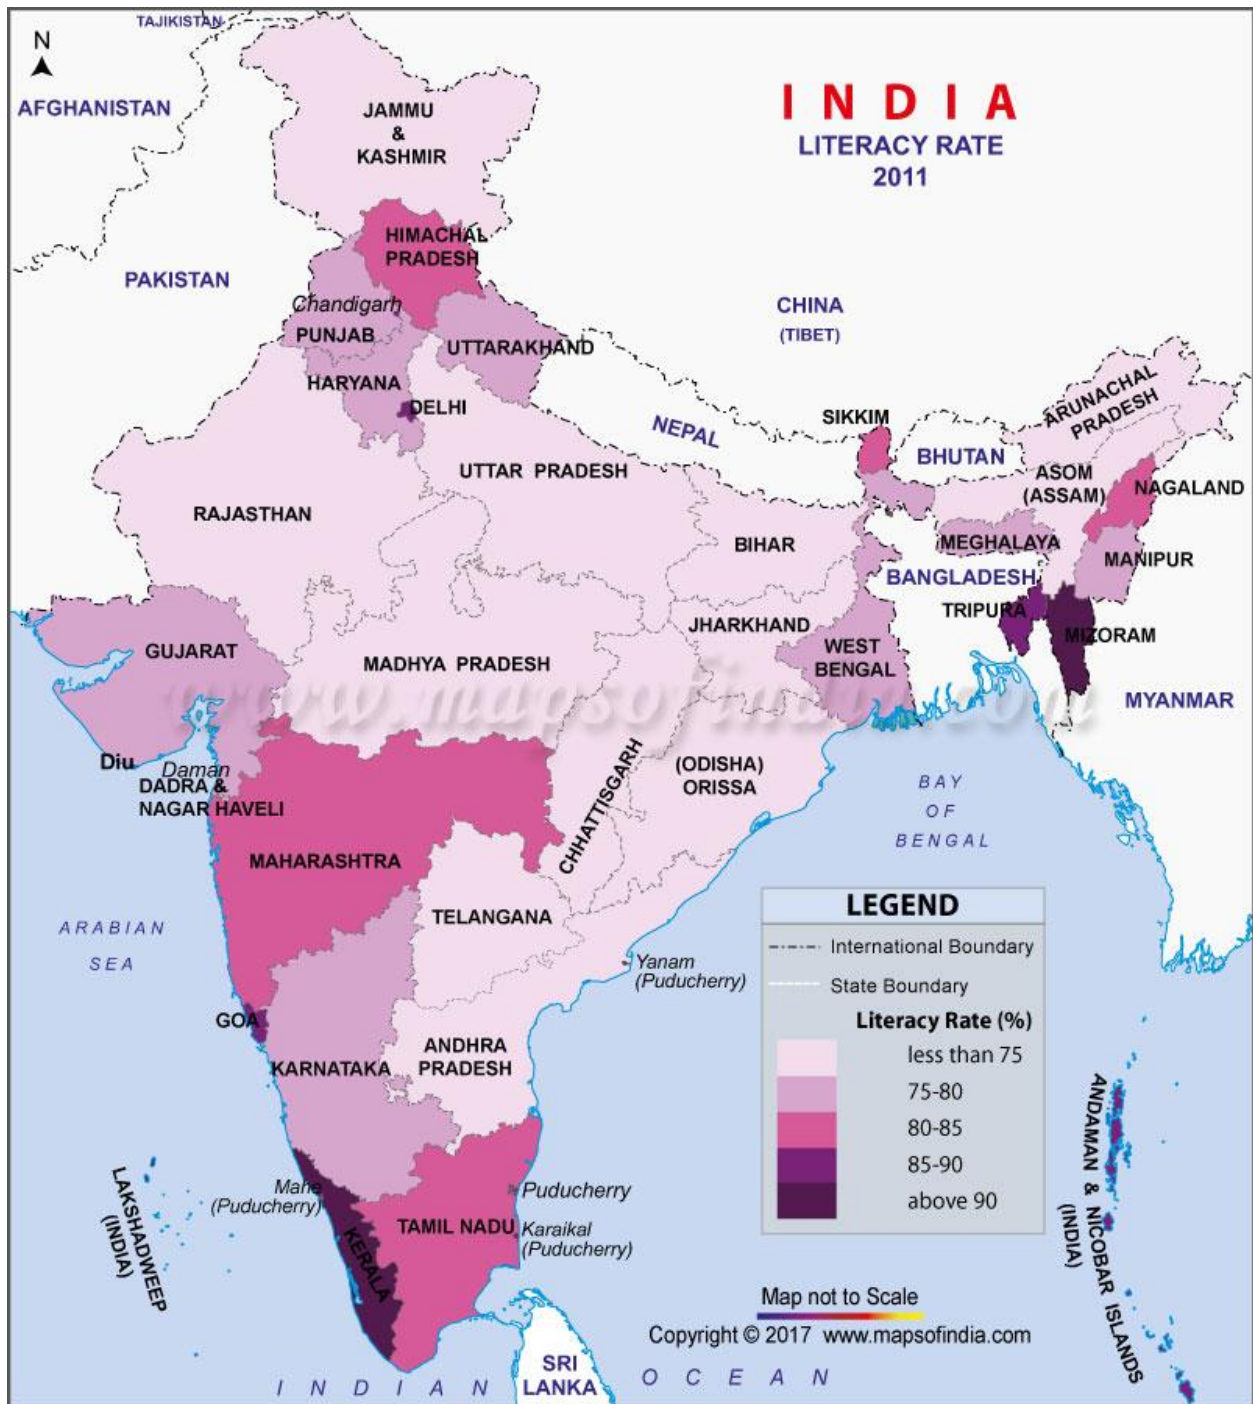 TAJIKISTAN
N
AFGHANISTAN
I N D I A
LITERACY RATE
2011
JAMMU
&
KASHMIR
HIMACHAL
PRADESH
PAKISTAN
Chandigarh
PUNJAB
UTTARAKHAND
CHINA
(TIBET)
HARYANA
DELHI
ARUNACHAL
PRADESH
SIKKIM
NEPAL
BHUTAN
UTTAR PRADESH
ASOM
(ASSAM)
NAGALAND
RAJASTHAN
BIHAR
MEGHALAYA
MANIPUR
BANGLADESH
TRIPURA
MIZORAM
JHARKHAND
GUJARAT
MADHYA PRADESH
WEST
BENGAL
www.mapsofindia.com
MYANMAR
Diu
Daman
DADRA &
NAGAR HAVELI
CHHATTISGARH
(ODISHA)
ORISSA
BAY
OF
BENGAL
MAHARASHTRA
TELANGANA
ARABIAN
SEA
Yanam
(Puducherry)
GOA
KARNATAKA
ANDHRA
PRADESH
LEGEND
International Boundary
State Boundary
Literacy Rate (%)
less than 75
75-80
80-85
85-90
above 90
LAKSHADWEEP
(INDIA)
Mahe
(Puducherry)
KERALA
TAMIL NADU
Puducherry
Karaikal
(Puducherry)
ANDAMAN & NICOBAR ISLANDS
(INDIA)
Map not to Scale
Copyright © 2017 www.mapsofindia.com
SRI
LANKA
I N D I A N O C E A N